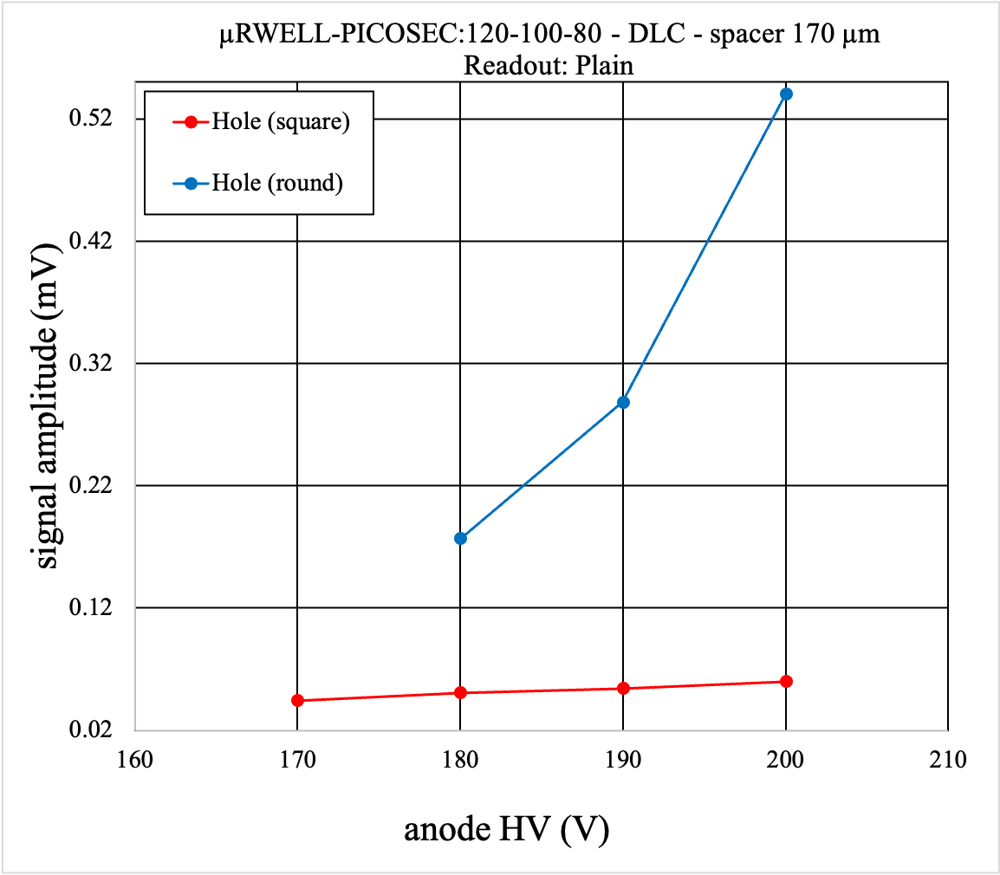 µRWELL-PICOSEC:120-100-80 - DLC - spacer 170 µm
Readout: Plain
Hole (square)
Hole (round)
signal amplitude (mV)
0.52
0.42
0.32
0.22
0.12
0.02
160 170 180 190 200 210
anode HV (V)